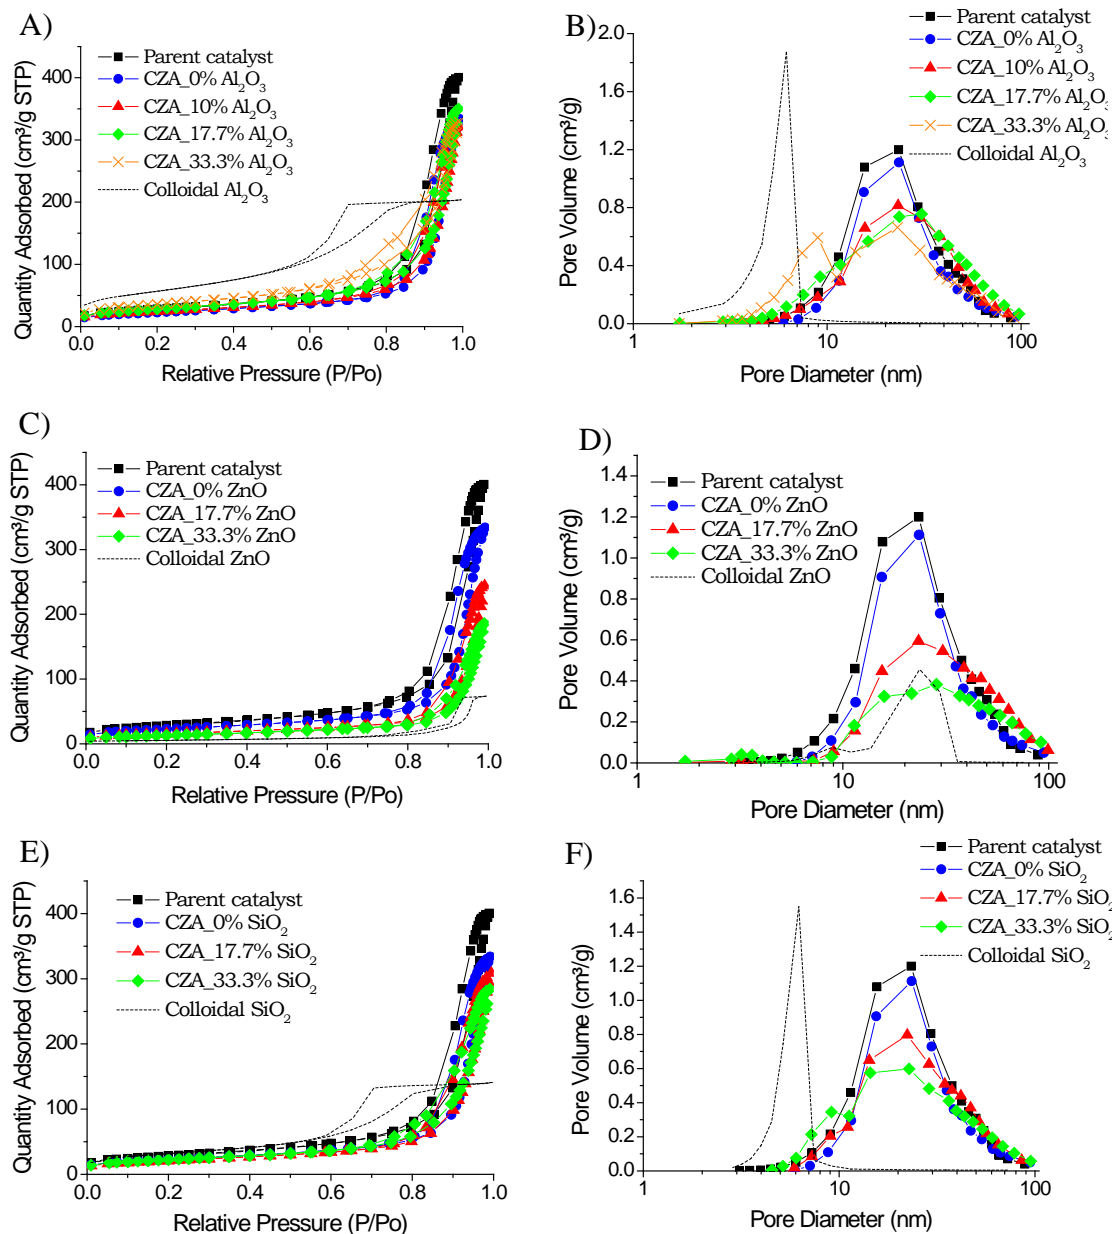 A)
Parent catalyst
CZA_0% Al₂O₃
CZA_10% Al₂O₃
CZA_17.7% Al₂O₃
CZA_33.3% Al₂O₃
Colloidal Al₂O₃
Quantity Adsorbed (cm³/g STP)
400
300
200
100
0
0.0 0.2 0.4 0.6 0.8 1.0
Relative Pressure (P/Po)
B)
Parent catalyst
CZA_0% Al₂O₃
CZA_10% Al₂O₃
CZA_17.7% Al₂O₃
CZA_33.3% Al₂O₃
Colloidal Al₂O₃
Pore Volume (cm³/g)
2.0
1.6
1.2
0.8
0.4
0.0
1 10 100
Pore Diameter (nm)
C)
Parent catalyst
CZA_0% ZnO
CZA_17.7% ZnO
CZA_33.3% ZnO
Colloidal ZnO
Quantity Adsorbed (cm³/g STP)
400
300
200
100
0
0.0 0.2 0.4 0.6 0.8 1.0
Relative Pressure (P/Po)
D)
Parent catalyst
CZA_0% ZnO
CZA_17.7% ZnO
CZA_33.3% ZnO
Colloidal ZnO
Pore Volume (cm³/g)
1.4
1.2
1.0
0.8
0.6
0.4
0.2
0.0
1 10 100
Pore Diameter (nm)
E)
Parent catalyst
CZA_0% SiO₂
CZA_17.7% SiO₂
CZA_33.3% SiO₂
Colloidal SiO₂
Quantity Adsorbed (cm³/g STP)
400
300
200
100
0
0.0 0.2 0.4 0.6 0.8 1.0
Relative Pressure (P/Po)
F)
Parent catalyst
CZA_0% SiO₂
CZA_17.7% SiO₂
CZA_33.3% SiO₂
Colloidal SiO₂
Pore Volume (cm³/g)
1.6
1.4
1.2
1.0
0.8
0.6
0.4
0.2
0.0
1 10 100
Pore Diameter (nm)